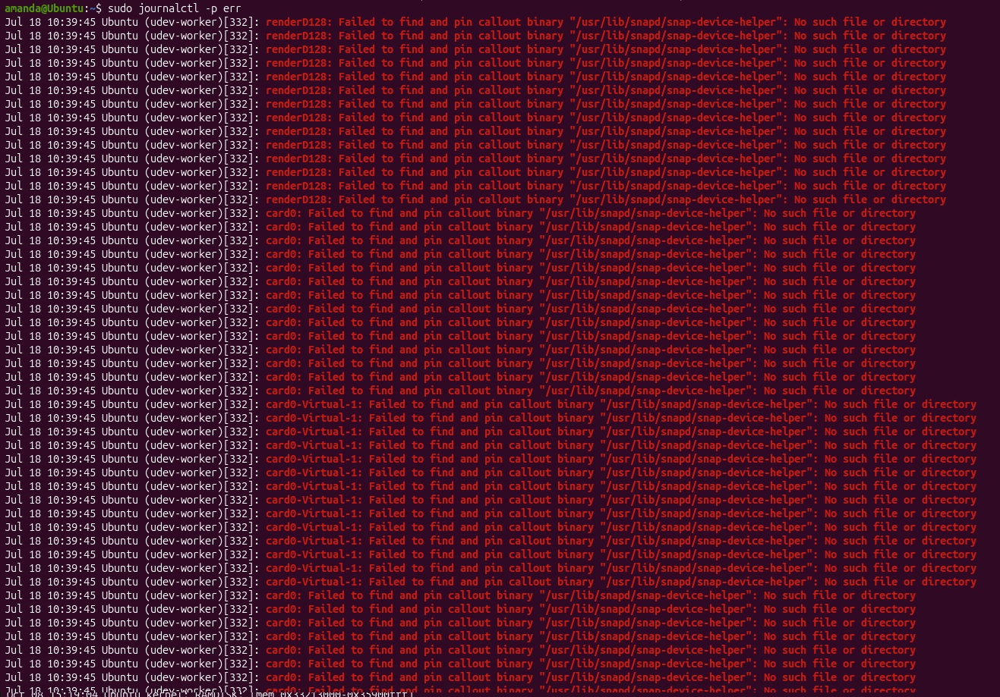 amanda@Ubuntu:~$ sudo journalctl -p err
Jul 18 10:39:45 Ubuntu (udev-worker)[332]: renderD128: Failed to find and pin callout binary "/usr/lib/snapd/snap-device-helper": No such file or directory
Jul 18 10:39:45 Ubuntu (udev-worker)[332]: renderD128: Failed to find and pin callout binary "/usr/lib/snapd/snap-device-helper": No such file or directory
Jul 18 10:39:45 Ubuntu (udev-worker)[332]: renderD128: Failed to find and pin callout binary "/usr/lib/snapd/snap-device-helper": No such file or directory
Jul 18 10:39:45 Ubuntu (udev-worker)[332]: renderD128: Failed to find and pin callout binary "/usr/lib/snapd/snap-device-helper": No such file or directory
Jul 18 10:39:45 Ubuntu (udev-worker)[332]: renderD128: Failed to find and pin callout binary "/usr/lib/snapd/snap-device-helper": No such file or directory
Jul 18 10:39:45 Ubuntu (udev-worker)[332]: renderD128: Failed to find and pin callout binary "/usr/lib/snapd/snap-device-helper": No such file or directory
Jul 18 10:39:45 Ubuntu (udev-worker)[332]: renderD128: Failed to find and pin callout binary "/usr/lib/snapd/snap-device-helper": No such file or directory
Jul 18 10:39:45 Ubuntu (udev-worker)[332]: renderD128: Failed to find and pin callout binary "/usr/lib/snapd/snap-device-helper": No such file or directory
Jul 18 10:39:45 Ubuntu (udev-worker)[332]: renderD128: Failed to find and pin callout binary "/usr/lib/snapd/snap-device-helper": No such file or directory
Jul 18 10:39:45 Ubuntu (udev-worker)[332]: renderD128: Failed to find and pin callout binary "/usr/lib/snapd/snap-device-helper": No such file or directory
Jul 18 10:39:45 Ubuntu (udev-worker)[332]: renderD128: Failed to find and pin callout binary "/usr/lib/snapd/snap-device-helper": No such file or directory
Jul 18 10:39:45 Ubuntu (udev-worker)[332]: renderD128: Failed to find and pin callout binary "/usr/lib/snapd/snap-device-helper": No such file or directory
Jul 18 10:39:45 Ubuntu (udev-worker)[332]: renderD128: Failed to find and pin callout binary "/usr/lib/snapd/snap-device-helper": No such file or directory
Jul 18 10:39:45 Ubuntu (udev-worker)[332]: renderD128: Failed to find and pin callout binary "/usr/lib/snapd/snap-device-helper": No such file or directory
Jul 18 10:39:45 Ubuntu (udev-worker)[332]: card0: Failed to find and pin callout binary "/usr/lib/snapd/snap-device-helper": No such file or directory
Jul 18 10:39:45 Ubuntu (udev-worker)[332]: card0: Failed to find and pin callout binary "/usr/lib/snapd/snap-device-helper": No such file or directory
Jul 18 10:39:45 Ubuntu (udev-worker)[332]: card0: Failed to find and pin callout binary "/usr/lib/snapd/snap-device-helper": No such file or directory
Jul 18 10:39:45 Ubuntu (udev-worker)[332]: card0: Failed to find and pin callout binary "/usr/lib/snapd/snap-device-helper": No such file or directory
Jul 18 10:39:45 Ubuntu (udev-worker)[332]: card0: Failed to find and pin callout binary "/usr/lib/snapd/snap-device-helper": No such file or directory
Jul 18 10:39:45 Ubuntu (udev-worker)[332]: card0: Failed to find and pin callout binary "/usr/lib/snapd/snap-device-helper": No such file or directory
Jul 18 10:39:45 Ubuntu (udev-worker)[332]: card0: Failed to find and pin callout binary "/usr/lib/snapd/snap-device-helper": No such file or directory
Jul 18 10:39:45 Ubuntu (udev-worker)[332]: card0: Failed to find and pin callout binary "/usr/lib/snapd/snap-device-helper": No such file or directory
Jul 18 10:39:45 Ubuntu (udev-worker)[332]: card0: Failed to find and pin callout binary "/usr/lib/snapd/snap-device-helper": No such file or directory
Jul 18 10:39:45 Ubuntu (udev-worker)[332]: card0: Failed to find and pin callout binary "/usr/lib/snapd/snap-device-helper": No such file or directory
Jul 18 10:39:45 Ubuntu (udev-worker)[332]: card0: Failed to find and pin callout binary "/usr/lib/snapd/snap-device-helper": No such file or directory
Jul 18 10:39:45 Ubuntu (udev-worker)[332]: card0: Failed to find and pin callout binary "/usr/lib/snapd/snap-device-helper": No such file or directory
Jul 18 10:39:45 Ubuntu (udev-worker)[332]: card0: Failed to find and pin callout binary "/usr/lib/snapd/snap-device-helper": No such file or directory
Jul 18 10:39:45 Ubuntu (udev-worker)[332]: card0: Failed to find and pin callout binary "/usr/lib/snapd/snap-device-helper": No such file or directory
Jul 18 10:39:45 Ubuntu (udev-worker)[332]: card0-Virtual-1: Failed to find and pin callout binary "/usr/lib/snapd/snap-device-helper": No such file or directory
Jul 18 10:39:45 Ubuntu (udev-worker)[332]: card0-Virtual-1: Failed to find and pin callout binary "/usr/lib/snapd/snap-device-helper": No such file or directory
Jul 18 10:39:45 Ubuntu (udev-worker)[332]: card0-Virtual-1: Failed to find and pin callout binary "/usr/lib/snapd/snap-device-helper": No such file or directory
Jul 18 10:39:45 Ubuntu (udev-worker)[332]: card0-Virtual-1: Failed to find and pin callout binary "/usr/lib/snapd/snap-device-helper": No such file or directory
Jul 18 10:39:45 Ubuntu (udev-worker)[332]: card0-Virtual-1: Failed to find and pin callout binary "/usr/lib/snapd/snap-device-helper": No such file or directory
Jul 18 10:39:45 Ubuntu (udev-worker)[332]: card0-Virtual-1: Failed to find and pin callout binary "/usr/lib/snapd/snap-device-helper": No such file or directory
Jul 18 10:39:45 Ubuntu (udev-worker)[332]: card0-Virtual-1: Failed to find and pin callout binary "/usr/lib/snapd/snap-device-helper": No such file or directory
Jul 18 10:39:45 Ubuntu (udev-worker)[332]: card0-Virtual-1: Failed to find and pin callout binary "/usr/lib/snapd/snap-device-helper": No such file or directory
Jul 18 10:39:45 Ubuntu (udev-worker)[332]: card0-Virtual-1: Failed to find and pin callout binary "/usr/lib/snapd/snap-device-helper": No such file or directory
Jul 18 10:39:45 Ubuntu (udev-worker)[332]: card0-Virtual-1: Failed to find and pin callout binary "/usr/lib/snapd/snap-device-helper": No such file or directory
Jul 18 10:39:45 Ubuntu (udev-worker)[332]: card0-Virtual-1: Failed to find and pin callout binary "/usr/lib/snapd/snap-device-helper": No such file or directory
Jul 18 10:39:45 Ubuntu (udev-worker)[332]: card0-Virtual-1: Failed to find and pin callout binary "/usr/lib/snapd/snap-device-helper": No such file or directory
Jul 18 10:39:45 Ubuntu (udev-worker)[332]: card0-Virtual-1: Failed to find and pin callout binary "/usr/lib/snapd/snap-device-helper": No such file or directory
Jul 18 10:39:45 Ubuntu (udev-worker)[332]: card0-Virtual-1: Failed to find and pin callout binary "/usr/lib/snapd/snap-device-helper": No such file or directory
Jul 18 10:39:45 Ubuntu (udev-worker)[332]: card0: Failed to find and pin callout binary "/usr/lib/snapd/snap-device-helper": No such file or directory
Jul 18 10:39:45 Ubuntu (udev-worker)[332]: card0: Failed to find and pin callout binary "/usr/lib/snapd/snap-device-helper": No such file or directory
Jul 18 10:39:45 Ubuntu (udev-worker)[332]: card0: Failed to find and pin callout binary "/usr/lib/snapd/snap-device-helper": No such file or directory
Jul 18 10:39:45 Ubuntu (udev-worker)[332]: card0: Failed to find and pin callout binary "/usr/lib/snapd/snap-device-helper": No such file or directory
Jul 18 10:39:45 Ubuntu (udev-worker)[332]: card0: Failed to find and pin callout binary "/usr/lib/snapd/snap-device-helper": No such file or directory
Jul 18 10:39:45 Ubuntu (udev-worker)[332]: card0: Failed to find and pin callout binary "/usr/lib/snapd/snap-device-helper": No such file or directory
Jul 18 10:39:45 Ubuntu (udev-worker)[332]: card0: Failed to find and pin callout binary "/usr/lib/snapd/snap-device-helper": No such file or directory